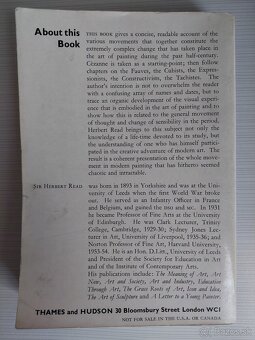 About this
Book
THIS BOOK gives a concise, readable account of the
various movements that together constitute the
extremely complex change that has taken place
in the art of painting during the past half-century.
Cézanne is taken as a starting-point; then follow
chapters on the Fauves, the Cubists, the Expres-
sionists, the Constructivists, the Tachistes. The
author's intention is not to overwhelm the reader
with a confusing array of names and dates, but to
trace an organic development of the visual experi-
ence that is embodied in the art of painting and to
show how this is related to the general movement
of thought and change of sensibility in the period.
Herbert Read brings to this subject not only the
knowledge of a life-time devoted to its study, but
the understanding of one who has himself partici-
pated in the creative adventure of modern art. The
result is a coherent presentation of the whole move-
ment in modern painting that has hitherto seemed
chaotic and intractable.
SIR HERBERT READ was born in 1893 in Yorkshire and was at the Uni-
versity of Leeds when the first World War broke
out. He served as an Infantry Officer in France
and Belgium, and gained the DSO and MC. In 1931
he became Professor of Fine Arts at the University
of Edinburgh. He was Clark Lecturer, Trinity
College, Cambridge, 1929-30; Sydney Jones Lec-
turer in Art, University of Liverpool, 1935-36; and
Norton Professor of Fine Art, Harvard University,
1953-54. He is an Hon. D.Litt., University of Leeds
and President of the Society for Education in Art
and of the Institute of Contemporary Arts.
His publications include: The Meaning of Art, Art
Now, Art and Society, Art and Industry, Education
Through Art, The Grass Roots of Art, Icon and Idea,
The Art of Sculpture and A Letter to a Young Painter.
THAMES and HUDSON 30 Bloomsbury Street London WC1
NOT FOR SALE IN THE U.S.A. OR CANADA